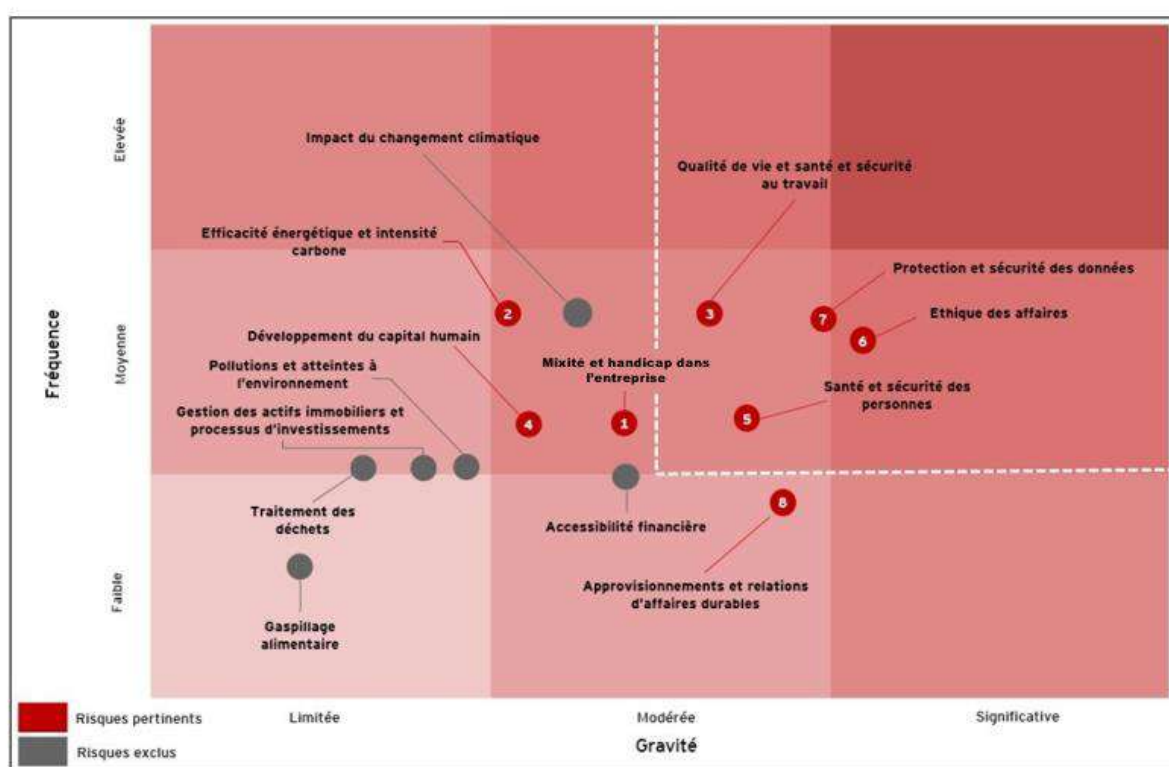 Elevée
Impact du changement climatique
Qualité de vie et santé et sécurité
au travail
Efficacité énergétique et intensité
carbone
Protection et sécurité des données
Fréquence
Moyenne
2
3
7
Ethique des affaires
6
Développement du capital humain
Mixité et handicap dans
l'entreprise
Pollutions et atteintes à
l'environnement
Santé et sécurité des
personnes
Gestion des actifs immobiliers et
processus d'investissements
4
1
5
Traitement des
déchets
8
Accessibilité financière
Faible
Approvisionnements et relations
d'affaires durables
Gaspillage
alimentaire
Risques pertinents
Limitée
Modérée
Significative
Risques exclus
Gravité